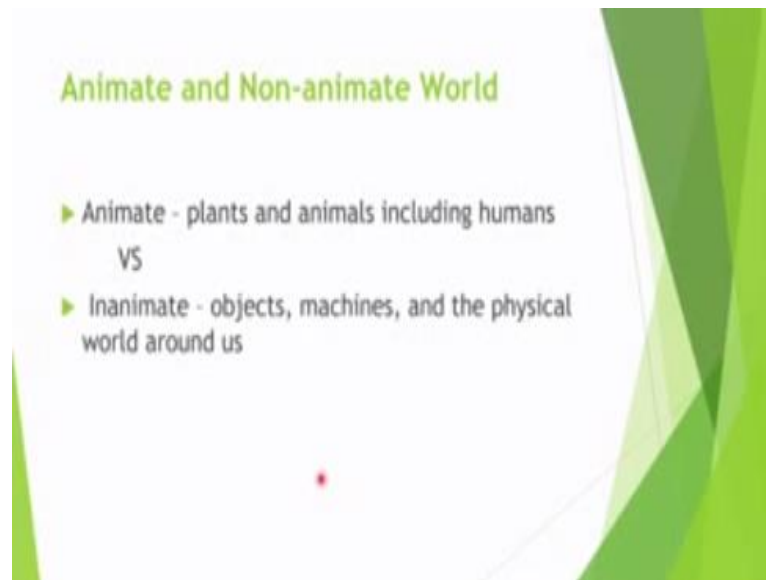 Animate and Non-animate World
Animate - plants and animals including humans
VS
Inanimate - objects, machines, and the physical
world around us